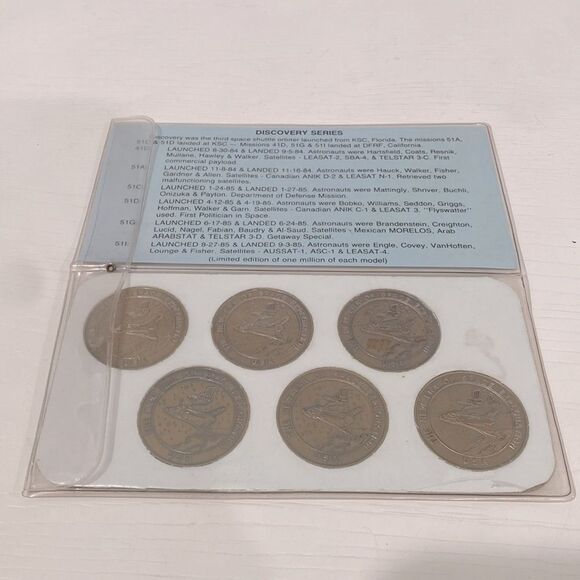 DISCOVERY SERIES
Discovery was the third space shuttle orbiter launched from KSC, Florida. The missions 51A,
51C & 51D landed at KSC — Missions 41D, 51G & 51I landed at DFRF, California.
41D: LAUNCHED 8-30-84 & LANDED 9-5-84. Astronauts were Hartsfield, Coats, Resnik,
Mullane, Hawley & Walker. Satellites - LEASAT-2, SBA-4, & TELSTAR 3-C. First
commercial payload.
51A: LAUNCHED 11-8-84 & LANDED 11-16-84. Astronauts were Hauck, Walker, Fisher,
Gardner & Allen. Satellites - Canadian ANIK D-2 & LEASAT N-1. Retrieved two
malfunctioning satellites.
51C: LAUNCHED 1-24-85 & LANDED 1-27-85. Astronauts were Mattingly, Shriver, Buchli,
Onizuka & Payton. Department of Defense Mission.
51D: LAUNCHED 4-12-85 & 4-19-85. Astronauts were Bobko, Williams, Seddon, Griggs,
Hoffman, Walker & Garn. Satellites - Canadian ANIK C-1 & LEASAT 3. "Flyswatter"
used. First Politician in Space.
51G: LAUNCHED 6-17-85 & 6-24-85. Astronauts were Brandenstein, Creighton,
Lucid, Nagel, Fabian, Baudry & Al-Saud. Satellites - Mexican MORELOS, Arab
ARABSTAT & TELSTAR 3-D. Getaway Special.
51I: LAUNCHED 8-27-85 & LANDED 9-3-85. Astronauts were Engle, Covey, VanHoften,
Lounge & Fisher. Satellites - AUSSAT-1, ASC-1 & LEASAT-4.
(Limited edition of one million of each model)